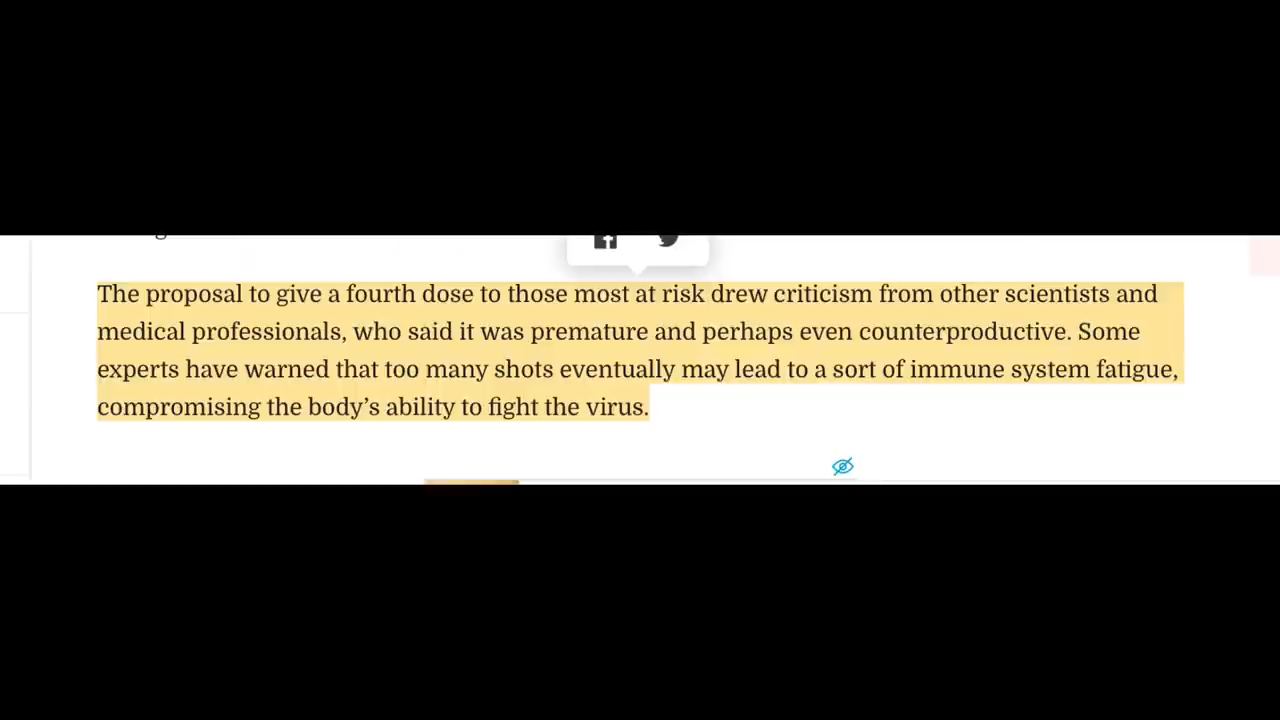 The proposal to give a fourth dose to those most at risk drew criticism from other scientists and
medical professionals, who said it was premature and perhaps even counterproductive. Some
experts have warned that too many shots eventually may lead to a sort of immune system fatigue,
compromising the body’s ability to fight the virus.